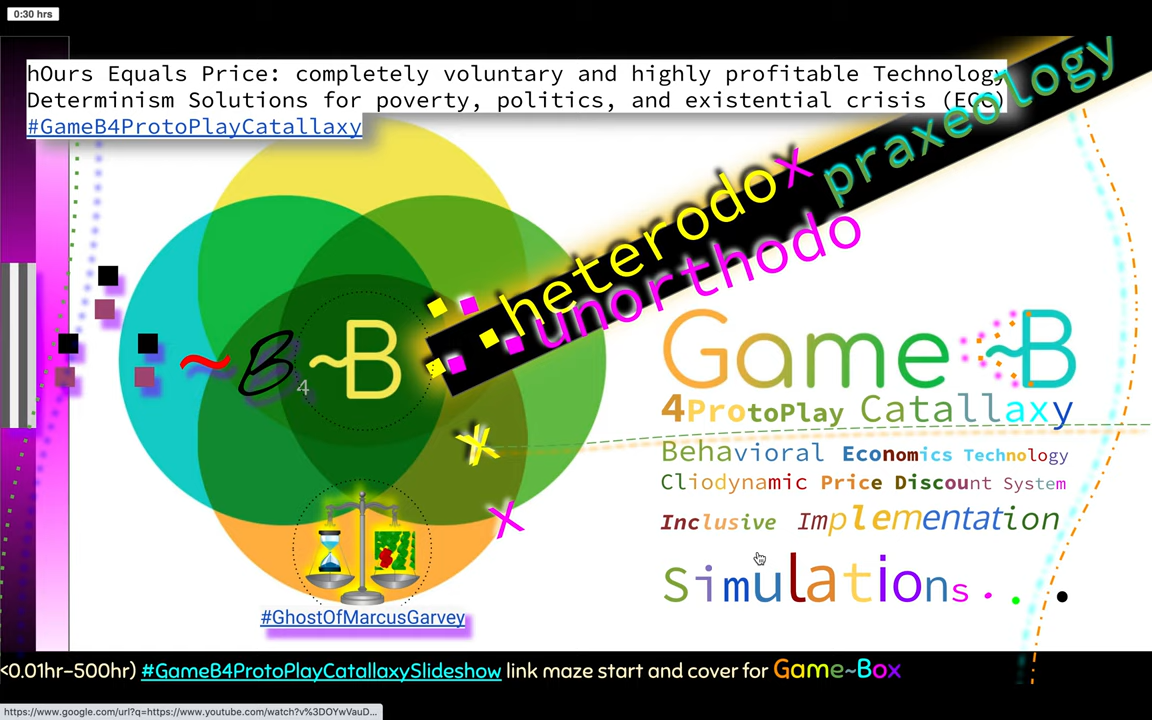 0:30 hrs
hOurs Equals Price: completely voluntary and highly profitable Technology
Determinism Solutions for poverty, politics, and existential crisis (ECC)
#GameB4ProtoPlayCatallaxy
heterodox praxeology
unorthodo
x
x
~B
4
~B
Game ~B
4ProtoPlay Catallaxy
Behavioral Economics Technology
Cliodynamic Price Discount System
Inclusive Implementation
Simulations...
#GhostOfMarcusGarvey
<0.01hr-500hr) #GameB4ProtoPlayCatallaxySlideshow link maze start and cover for Game~Box
https://www.google.com/url?q=https://www.youtube.com/watch?v%3DOYwVauD...